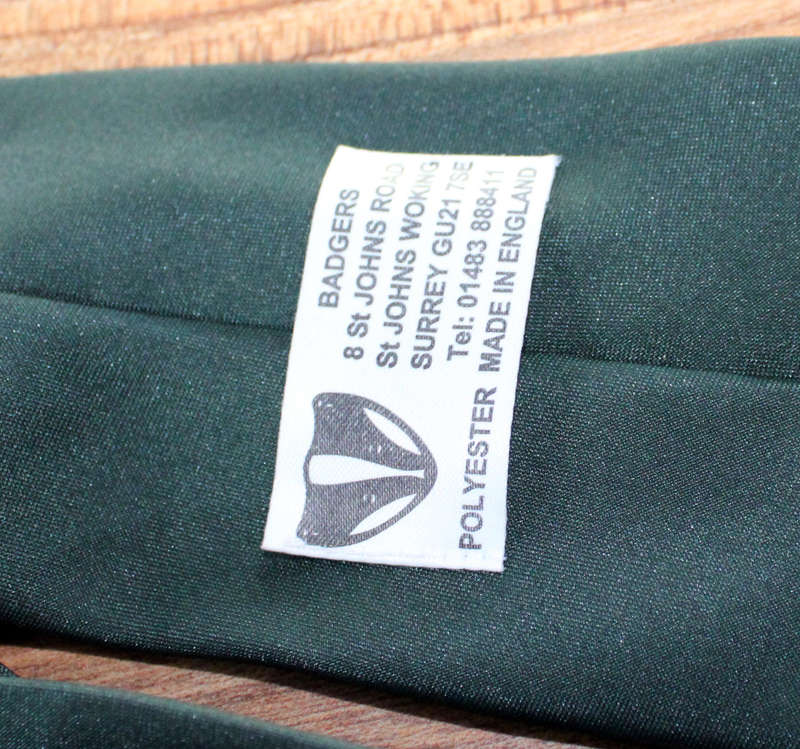 BADGERS
8 St JOHNS ROAD
St JOHNS WOKING
SURREY GU21 7SE
Tel: 01483 888411
POLYESTER MADE IN ENGLAND